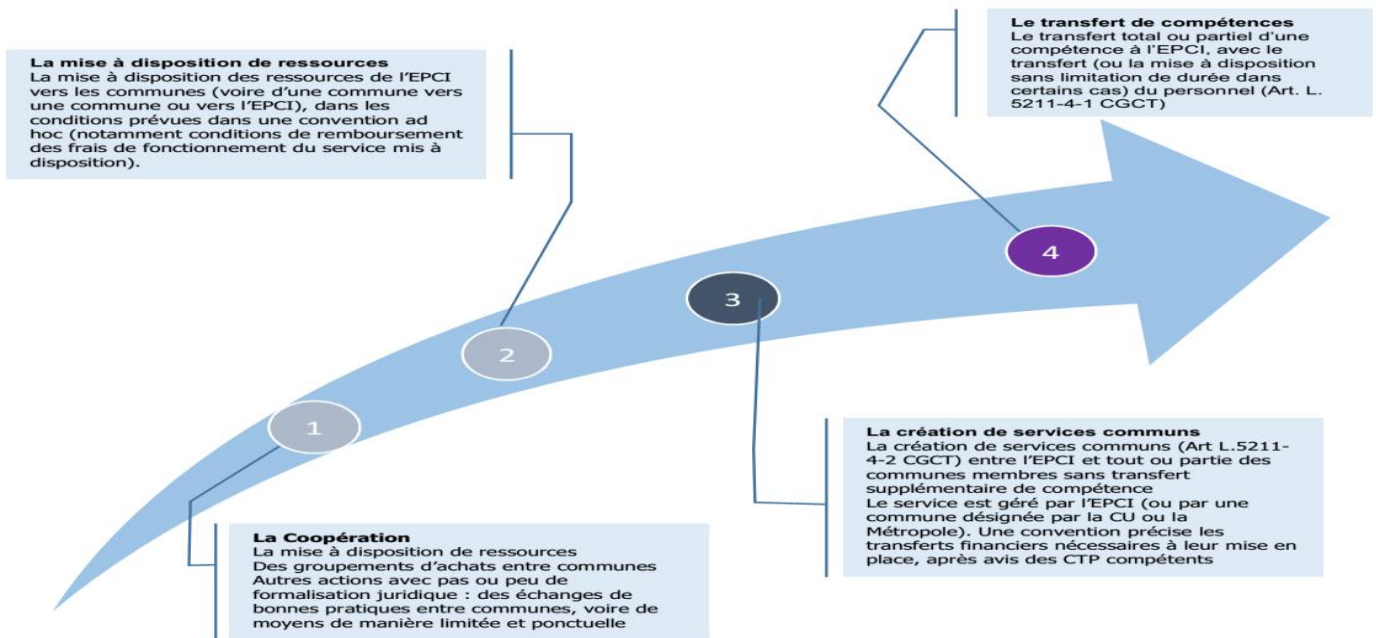 La mise à disposition de ressources
La mise à disposition des ressources de l'EPCI
vers les communes (voire d'une commune vers
une commune ou vers l'EPCI), dans les
conditions prévues dans une convention ad
hoc (notamment conditions de remboursement
des frais de fonctionnement du service mis à
disposition).
Le transfert de compétences
Le transfert total ou partiel d'une
compétence à l'EPCI, avec le
transfert (ou la mise à disposition
sans limitation de durée dans
certains cas) du personnel (Art. L.
5211-4-1 CGCT)
4
3
2
1
La Coopération
La mise à disposition de ressources
Des groupements d'achats entre communes
Autres actions avec pas ou peu de
formalisation juridique : des échanges de
bonnes pratiques entre communes, voire de
moyens de manière limitée et ponctuelle
La création de services communs
La création de services communs (Art L.5211-
4-2 CGCT) entre l'EPCI et tout ou partie des
communes membres sans transfert
supplémentaire de compétence
Le service est géré par l'EPCI (ou par une
commune désignée par la CU ou la
Métropole). Une convention précise les
transferts financiers nécessaires à leur mise en
place, après avis des CTP compétents